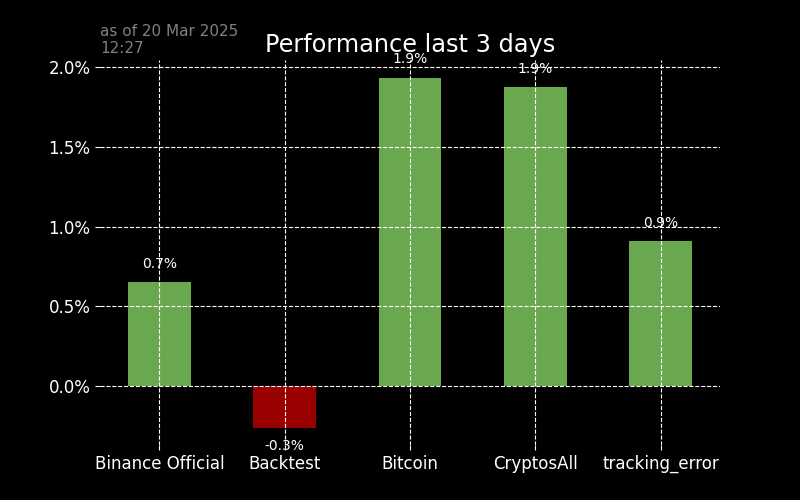 as of 20 Mar 2025
12:27
Performance last 3 days
2.0%
1.5%
1.0%
0.5%
0.0%
0.7%
-0.3%
1.9%
1.9%
0.9%
Binance Official
Backtest
Bitcoin
CryptosAll
tracking_error